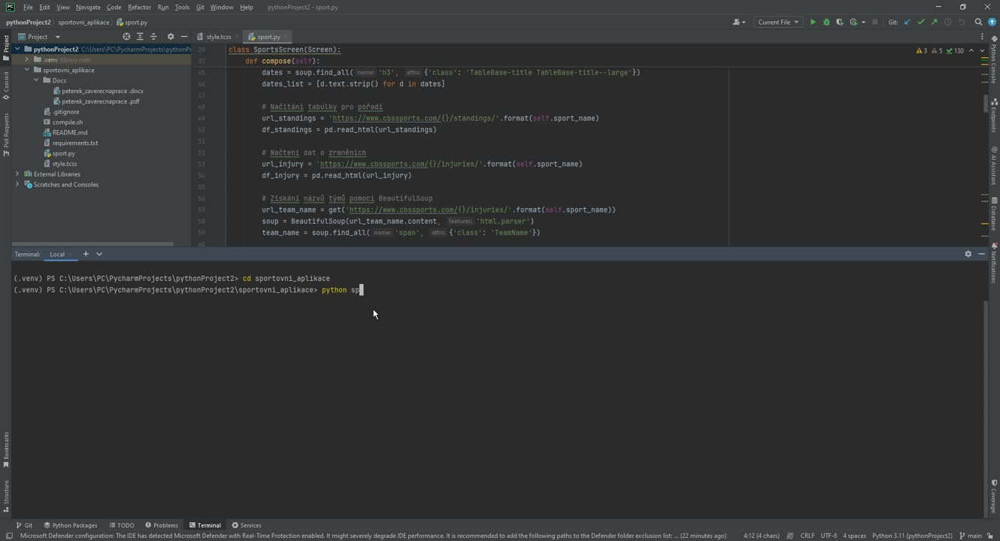 File Edit View Navigate Code Refactor Run Tools Git Window Help pythonProject2 - sport.py
pythonProject2 sportovni_aplikace sport.py Current File Git:
Project style.tcss sport.py
pythonProject2 C:\Users\PC\PycharmProjects\pythonP
.venv library root
sportovni_aplikace
Docs
peterek_zaverecnaprace .docx
peterek_zaverecnaprace .pdf
.gitignore
compile.sh
README.md
requirements.txt
sport.py
style.tcss
External Libraries
Scratches and Consoles
29 class SportsScreen(Screen): 3 5 130
37 def compose(self):
45 dates = soup.find_all( name: 'h3', attrs: {'class': 'TableBase-title TableBase-title--large'})
46 dates_list = [d.text.strip() for d in dates]
47
48 # Načítání tabulky pro pořadí
49 url_standings = 'https://www.cbssports.com/{}/standings/'.format(self.sport_name)
50 df_standings = pd.read_html(url_standings)
51
52 # Načtení dat o zraněních
53 url_injury = 'https://www.cbssports.com/{}/injuries/'.format(self.sport_name)
54 df_injury = pd.read_html(url_injury)
55
56 # Získání názvů týmů pomocí BeautifulSoup
57 url_team_name = get('https://www.cbssports.com/{}/injuries/'.format(self.sport_name))
58 soup = BeautifulSoup(url_team_name.content, features: 'html.parser')
59 team_name = soup.find_all( name: 'span', attrs: {'class': 'TeamName'})
60
Terminal: Local
(.venv) PS C:\Users\PC\PycharmProjects\pythonProject2> cd sportovni_aplikace
(.venv) PS C:\Users\PC\PycharmProjects\pythonProject2\sportovni_aplikace> python sp
Project
Commit
Pull Requests
Bookmarks
Structure
Python Console
Endpoints
AI Assistant
Database
Notifications
Coverage
Git Python Packages TODO Problems Terminal Services
Microsoft Defender configuration: The IDE has detected Microsoft Defender with Real-Time Protection enabled. It might severely degrade IDE performance. It is recommended to add the following paths to the Defender folder exclusion list: ... (22 minutes ago) 4:12 (4 chars) CRLF UTF-8 4 spaces Python 3.11 (pythonProject2) main